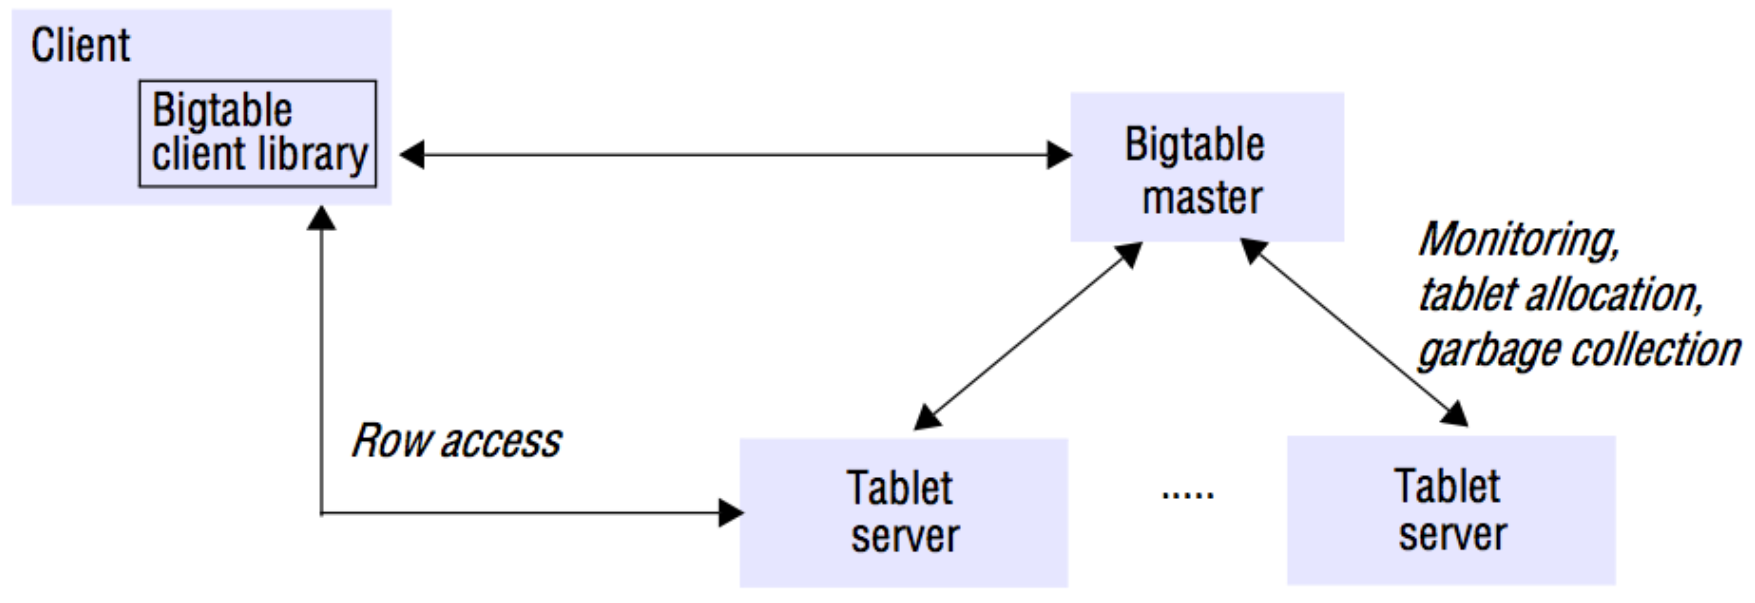 Client
Bigtable
client library
Bigtable
master
Monitoring,
tablet allocation,
garbage collection
Row access
Tablet
server
.....
Tablet
server